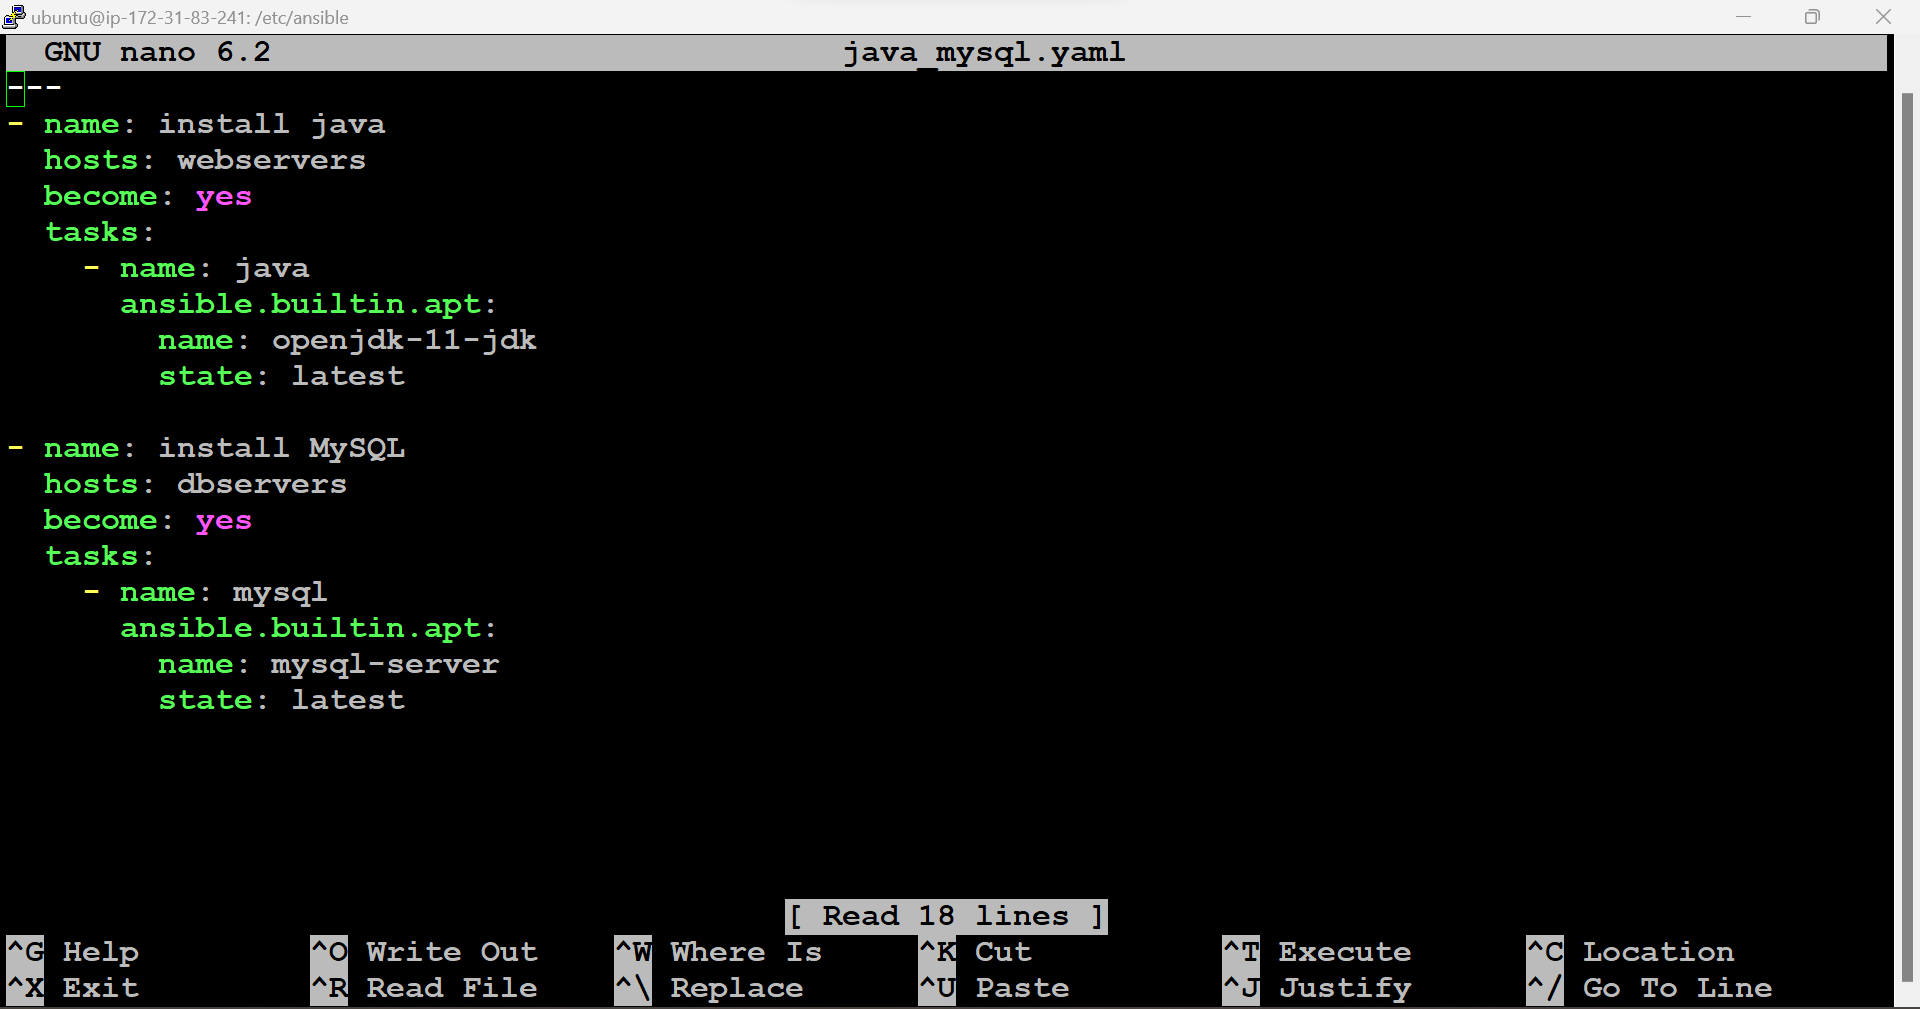 ubuntu@ip-172-31-83-241: /etc/ansible
GNU nano 6.2 java_mysql.yaml
---
- name: install java
  hosts: webservers
  become: yes
  tasks:
    - name: java
      ansible.builtin.apt:
        name: openjdk-11-jdk
        state: latest

- name: install MySQL
  hosts: dbservers
  become: yes
  tasks:
    - name: mysql
      ansible.builtin.apt:
        name: mysql-server
        state: latest
[ Read 18 lines ]
^G Help ^O Write Out ^W Where Is ^K Cut ^T Execute ^C Location
^X Exit ^R Read File ^\ Replace ^U Paste ^J Justify ^/ Go To Line